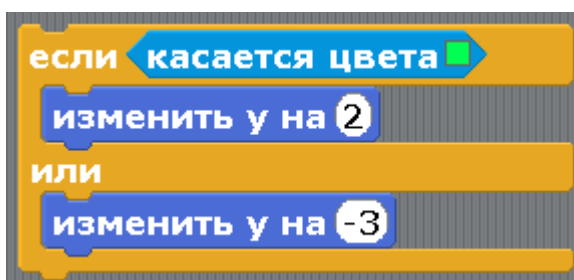 если касается цвета
изменить y на 2
или
изменить y на -3